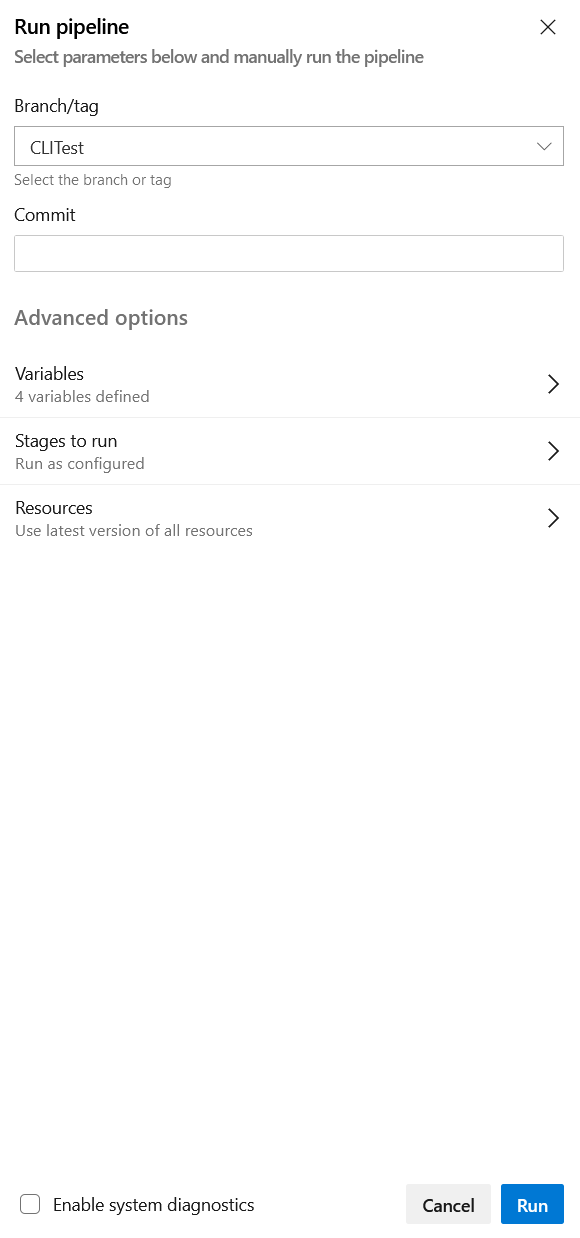 Run pipeline
Select parameters below and manually run the pipeline
Branch/tag
CLITest
Select the branch or tag
Commit
Advanced options
Variables
4 variables defined
Stages to run
Run as configured
Resources
Use latest version of all resources
Enable system diagnostics
Cancel
Run